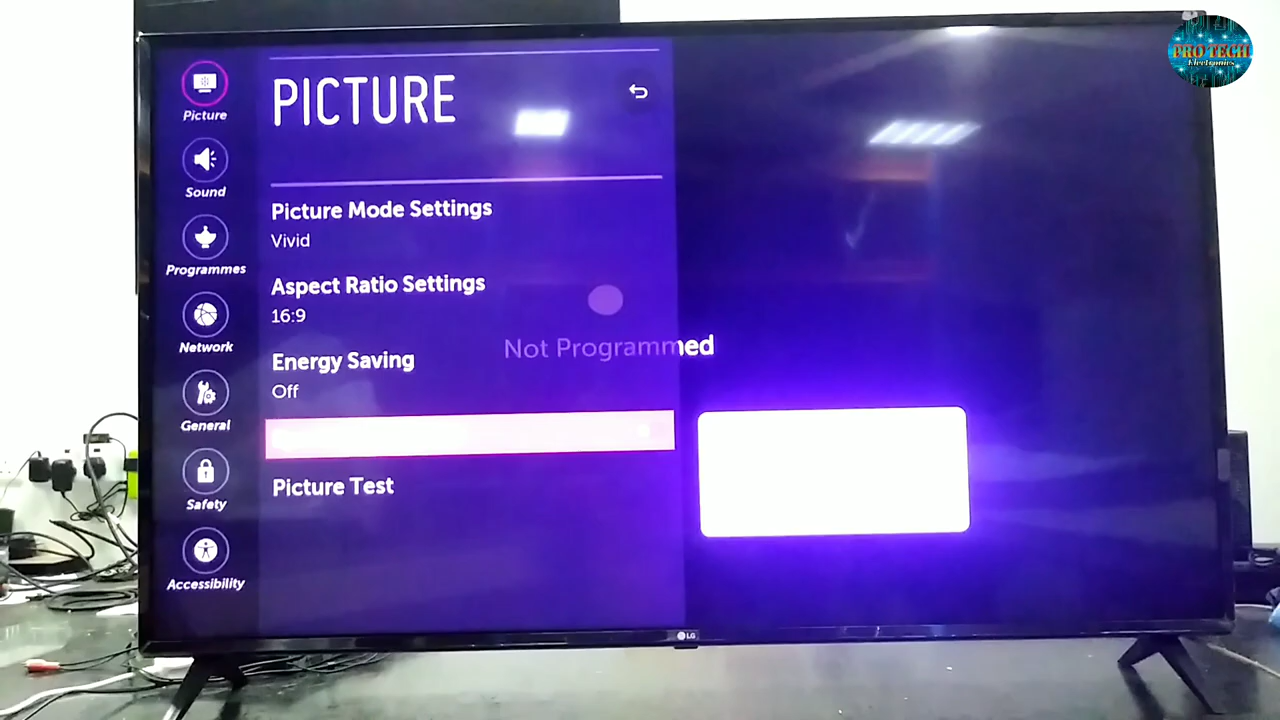 PRO TECH
Electronics
PICTURE
Picture
Sound
Programmes
Network
General
Safety
Accessibility
Picture Mode Settings
Vivid
Aspect Ratio Settings
16:9
Energy Saving
Off
Picture Test
Not Programmed
LG